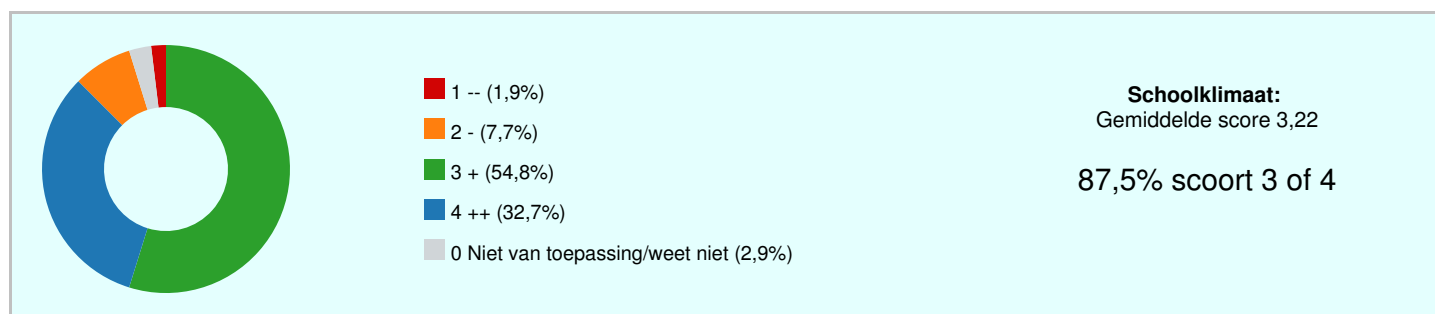 1 -- (1,9%)
2 - (7,7%)
3 + (54,8%)
4 ++ (32,7%)
0 Niet van toepassing/weet niet (2,9%)
Schoolklimaat:
Gemiddelde score 3,22
87,5% scoort 3 of 4